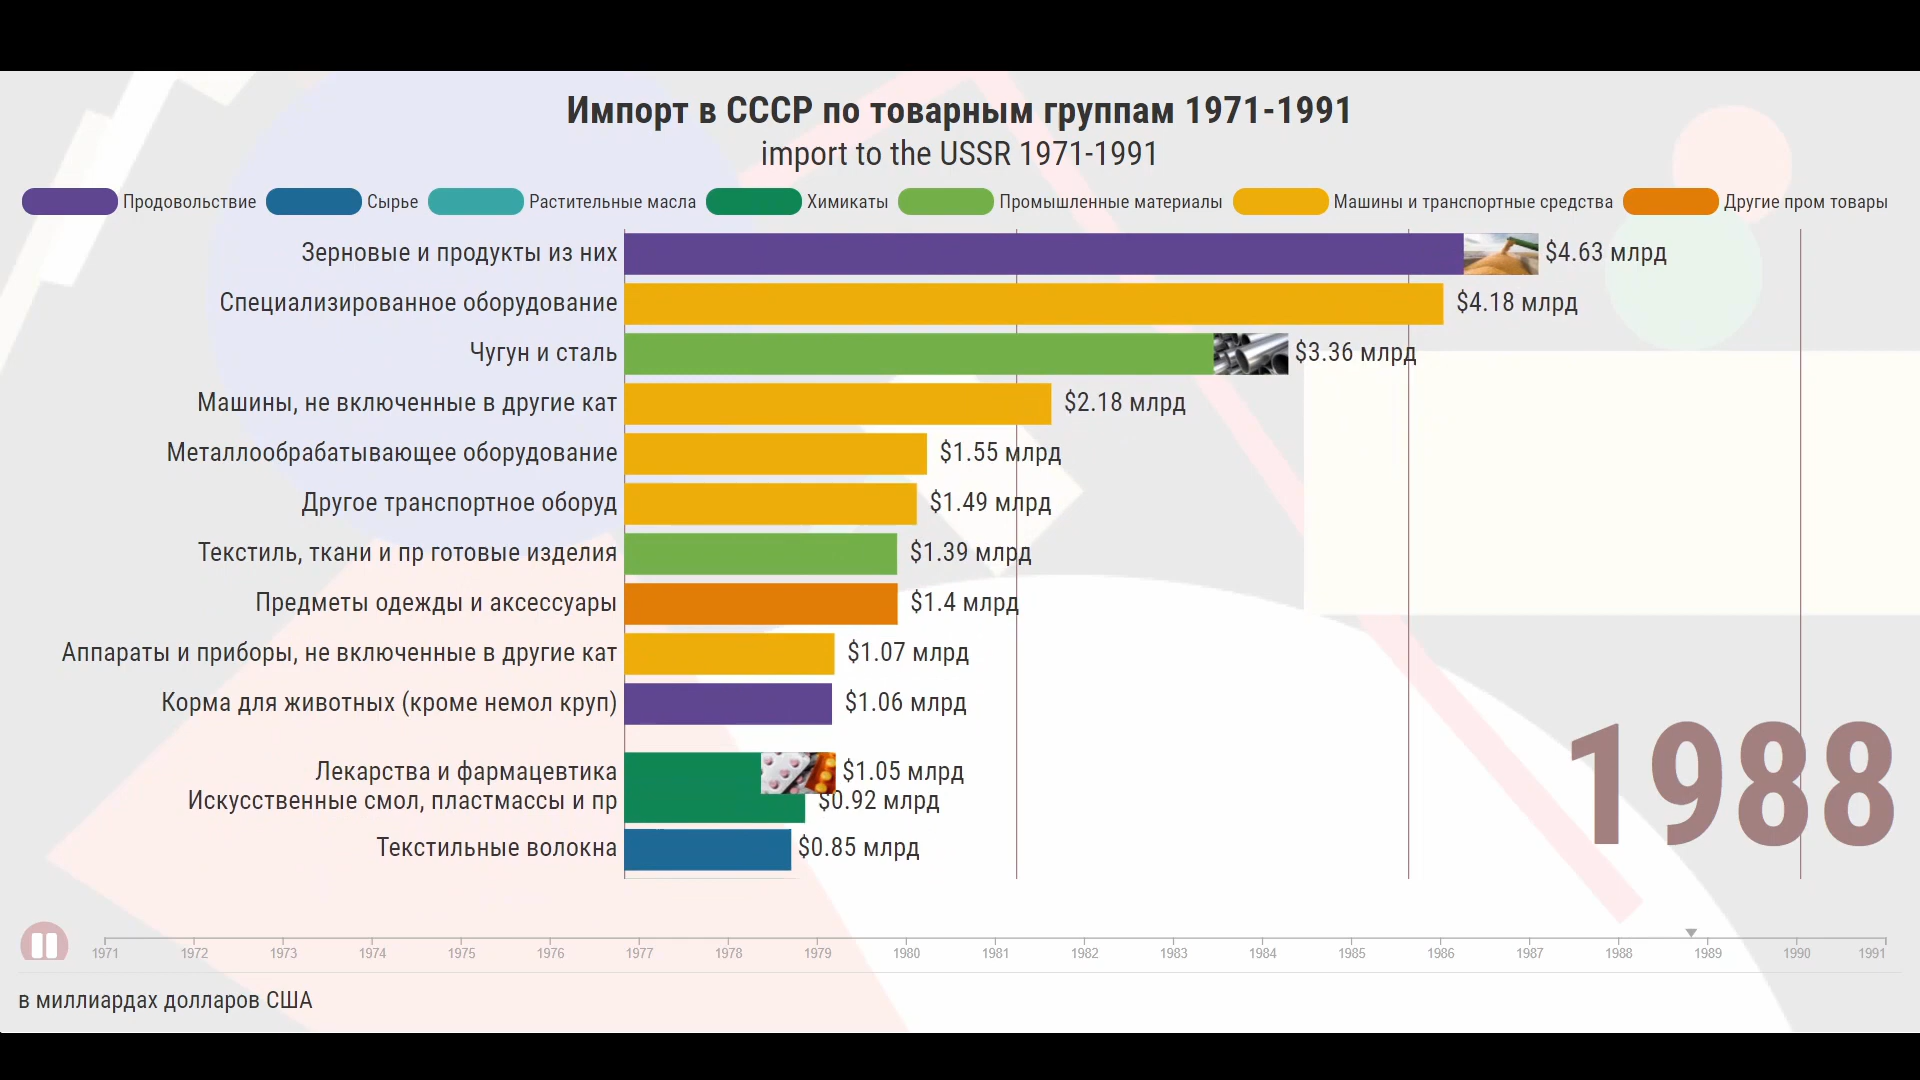 Импорт в СССР по товарным группам 1971-1991
import to the USSR 1971-1991
Продовольствие Сырье Растительные масла Химикаты Промышленные материалы Машины и транспортные средства Другие пром товары
Зерновые и продукты из них $4.63 млрд
Специализированное оборудование $4.18 млрд
Чугун и сталь $3.36 млрд
Машины, не включенные в другие кат $2.18 млрд
Металлообрабатывающее оборудование $1.55 млрд
Другое транспортное оборуд $1.49 млрд
Текстиль, ткани и пр готовые изделия $1.39 млрд
Предметы одежды и аксессуары $1.4 млрд
Аппараты и приборы, не включенные в другие кат $1.07 млрд
Корма для животных (кроме немол круп) $1.06 млрд
Лекарства и фармацевтика $1.05 млрд
Искусственные смол, пластмассы и пр $0.92 млрд
Текстильные волокна $0.85 млрд
1988
1971 1972 1973 1974 1975 1976 1977 1978 1979 1980 1981 1982 1983 1984 1985 1986 1987 1988 1989 1990 1991
в миллиардах долларов США